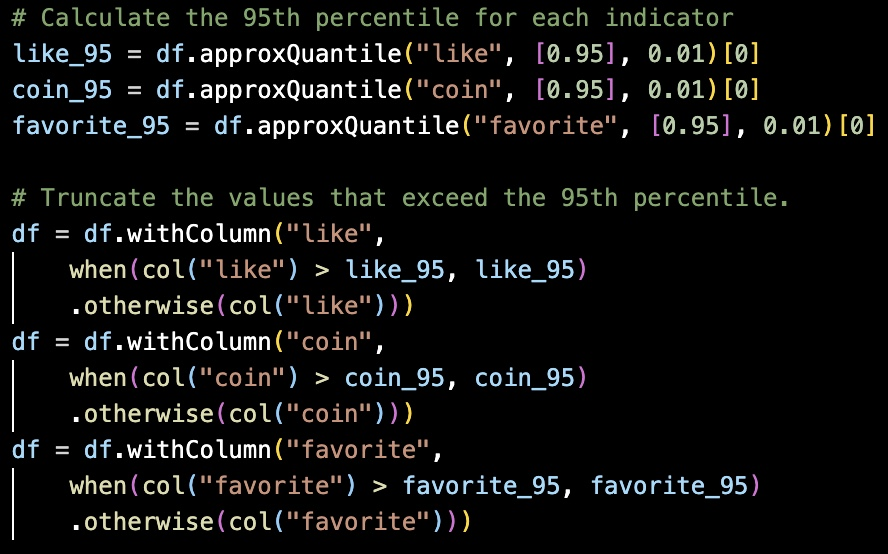 # Calculate the 95th percentile for each indicator
like_95 = df.approxQuantile("like", [0.95], 0.01)[0]
coin_95 = df.approxQuantile("coin", [0.95], 0.01)[0]
favorite_95 = df.approxQuantile("favorite", [0.95], 0.01)[0]

# Truncate the values that exceed the 95th percentile.
df = df.withColumn("like",
    when(col("like") > like_95, like_95)
    .otherwise(col("like")))
df = df.withColumn("coin",
    when(col("coin") > coin_95, coin_95)
    .otherwise(col("coin")))
df = df.withColumn("favorite",
    when(col("favorite") > favorite_95, favorite_95)
    .otherwise(col("favorite")))